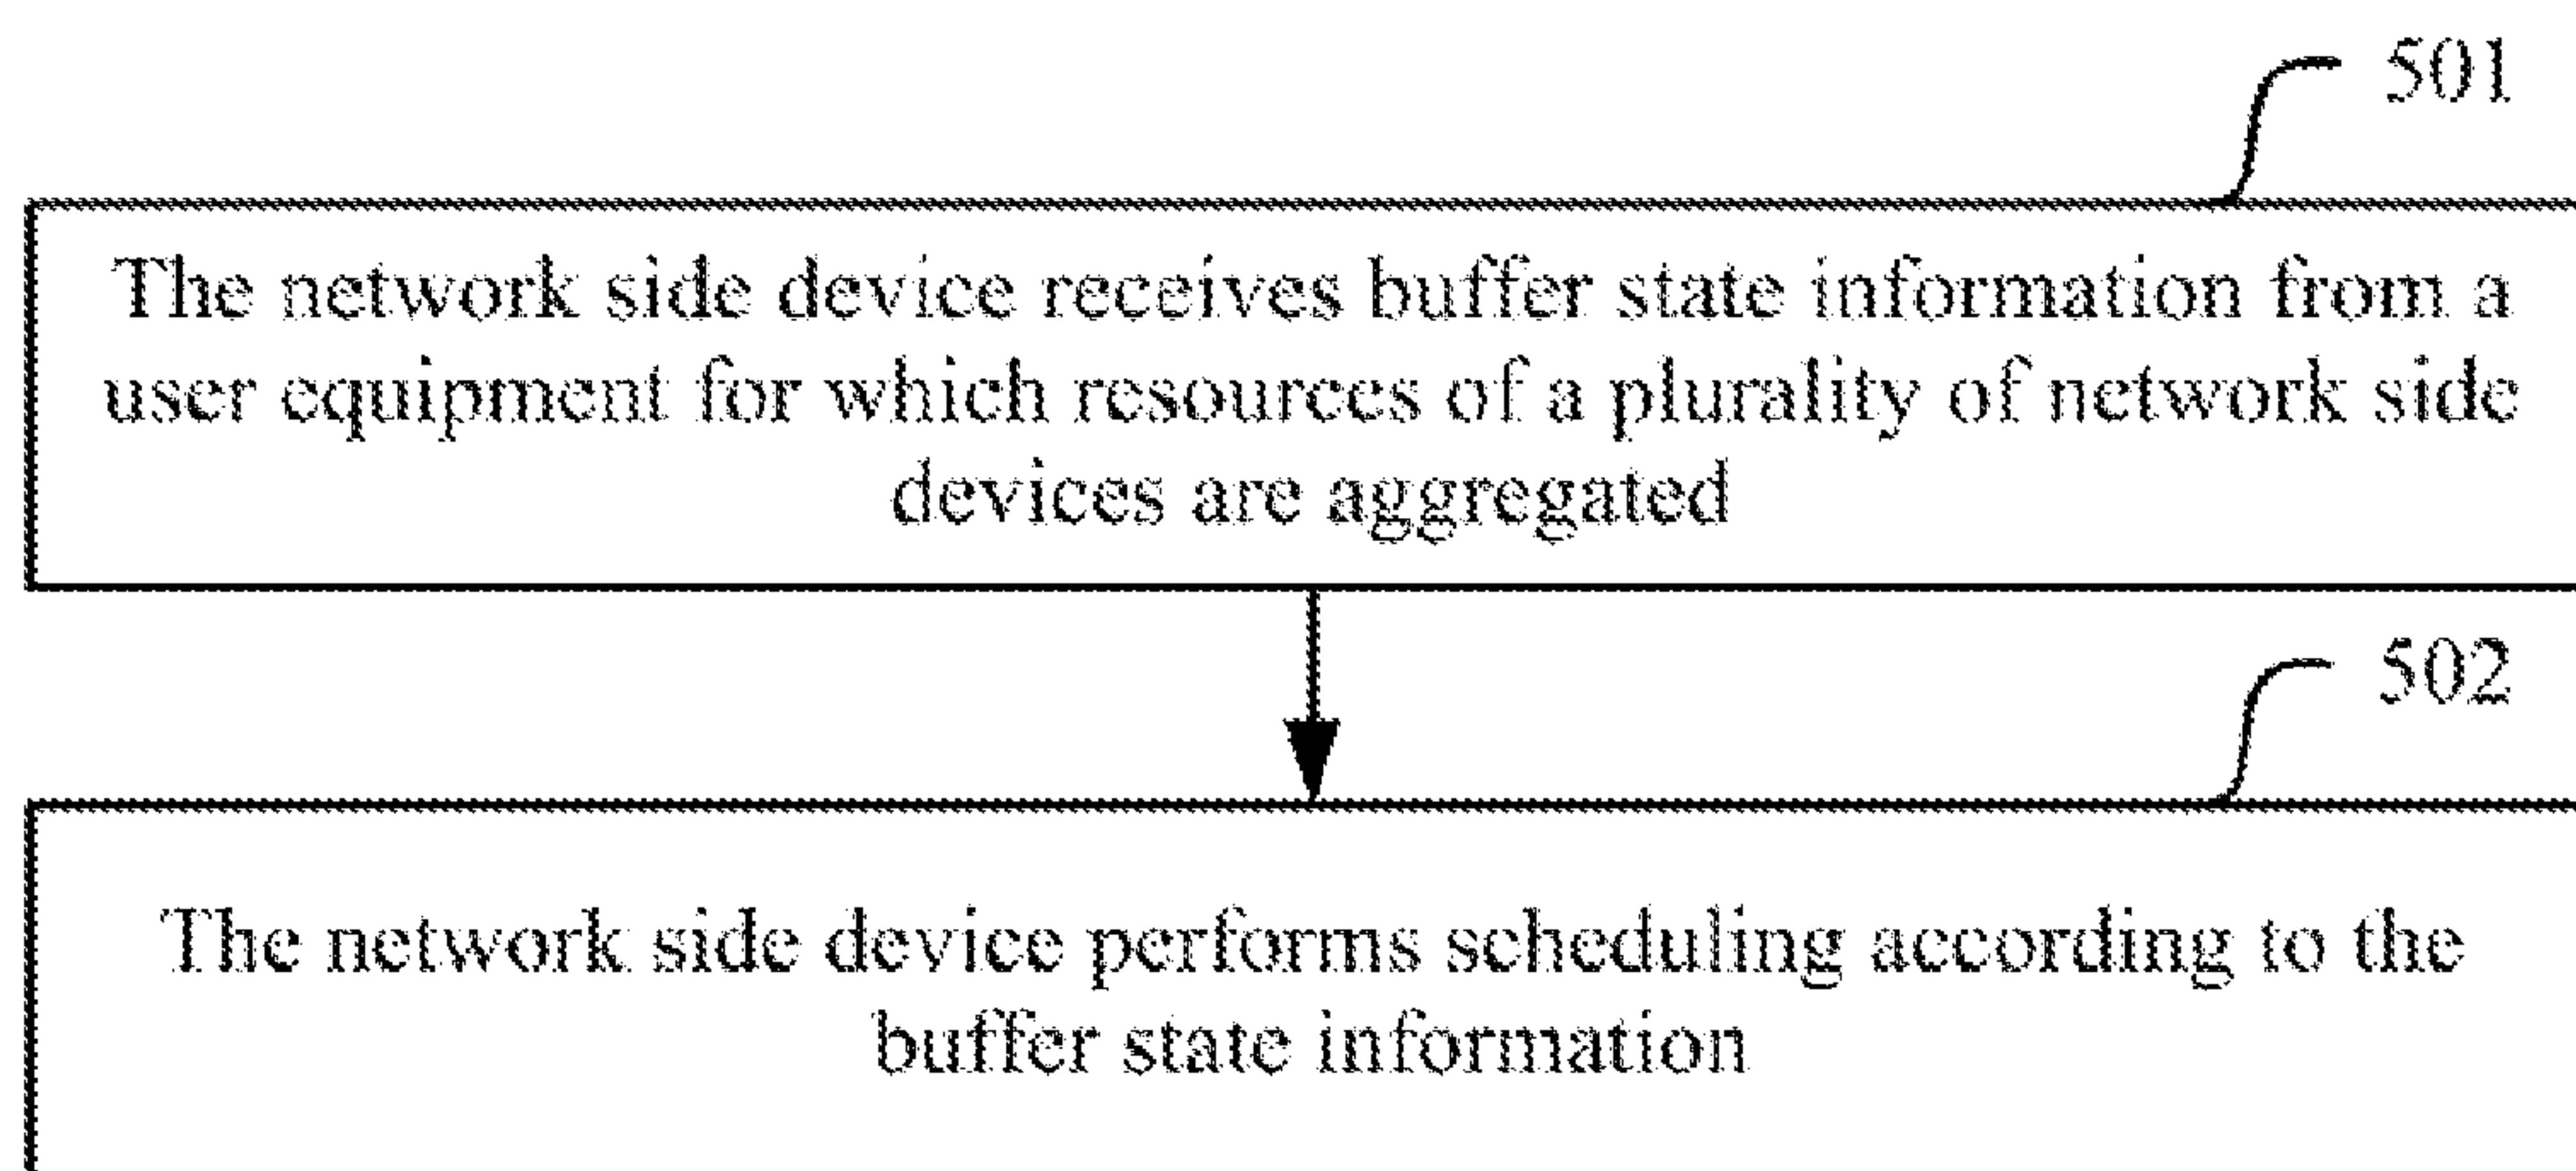 501
The network side device receives buffer state information from a
user equipment for which resources of a plurality of network side
devices are aggregated
502
The network side device performs scheduling according to the
buffer state information